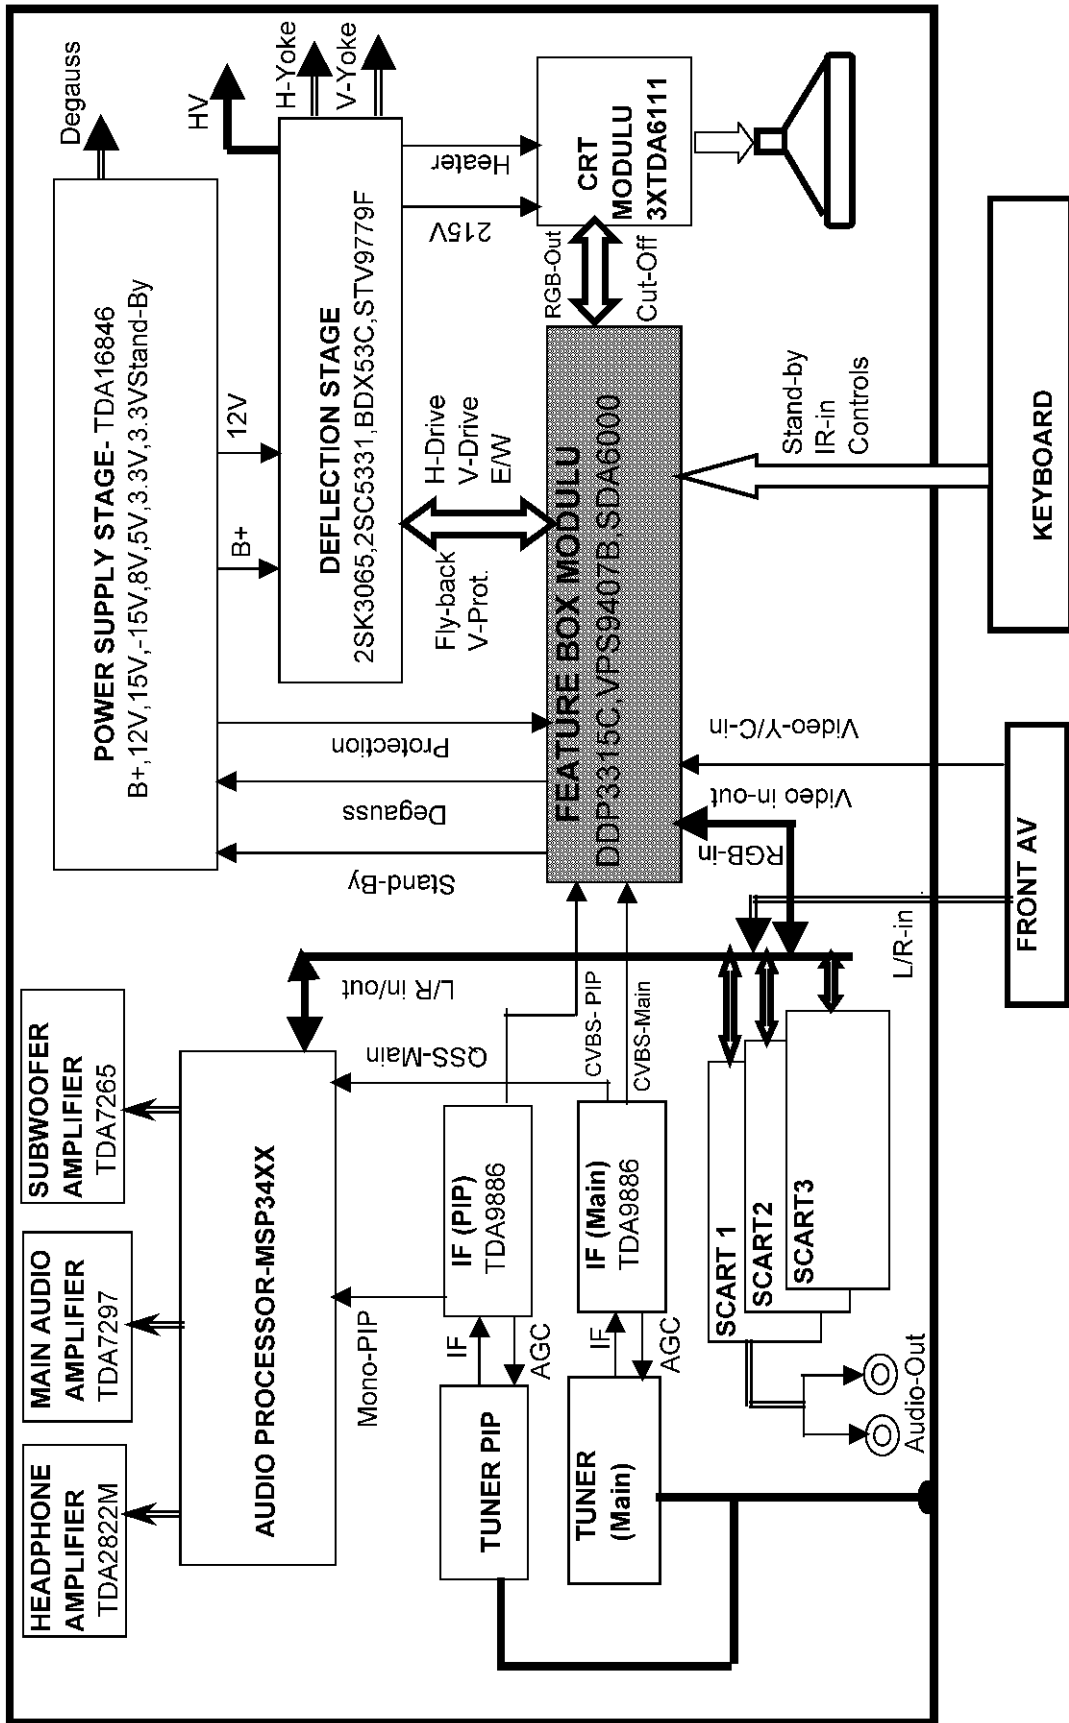 HEADPHONE
AMPLIFIER
TDA2822M
MAIN AUDIO
AMPLIFIER
TDA7297
SUBWOOFER
AMPLIFIER
TDA7265
AUDIO PROCESSOR-MSP34XX
Mono-PIP
QSS-Main
L/R in/out
POWER SUPPLY STAGE- TDA16846
B+,12V,15V,-15V,8V,5V,3.3V,3.3VStand-By
Degauss
HV
H-Yoke
V-Yoke
B+
12V
DEFLECTION STAGE
2SK3065,2SC5331,BDX53C,STV9779F
Stand-By
Degauss
Protection
Fly-back
V-Prot.
H-Drive
V-Drive
E/W
215V
Heater
CRT
MODULU
3XTDA6111
RGB-Out
Cut-Off
FEATURE BOX MODULU
DDP3315C,VPS9407B,SDA6000
TUNER PIP
IF
AGC
IF (PIP)
TDA9886
CVBS- PIP
TUNER
(Main)
IF
AGC
IF (Main)
TDA9886
CVBS-Main
SCART 1
SCART2
SCART3
Audio-Out
RGB-in
Video in-out
Video-Y/C-in
L/R-in
Stand-by
IR-in
Controls
FRONT AV
KEYBOARD